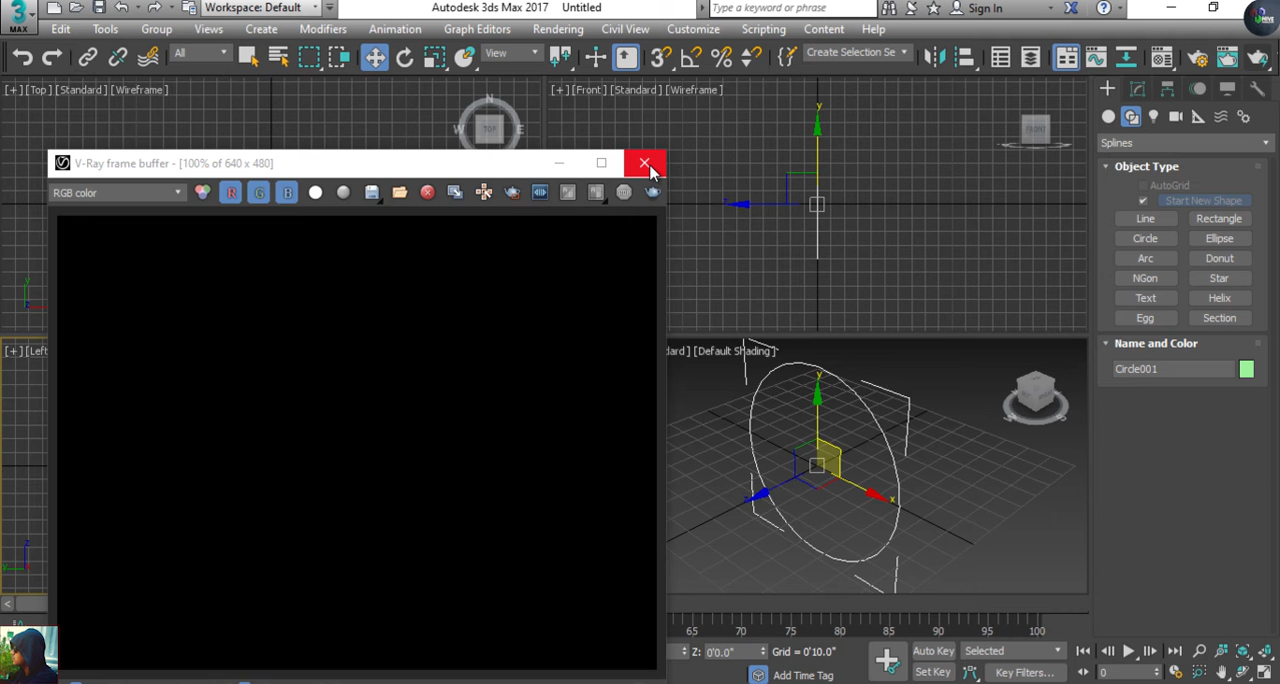 Workspace: Default
Autodesk 3ds Max 2017 Untitled
Type a keyword or phrase
Sign In
MAX
Edit Tools Group Views Create Modifiers Animation Graph Editors Rendering Civil View Customize Scripting Content Help
All
View
Create Selection Se
[+] [Top] [Standard] [Wireframe]
[+] [Front] [Standard] [Wireframe]
N
W TOP E
FRONT
y
z
V-Ray frame buffer - [100% of 640 x 480]
RGB color
R G B
Splines
Object Type
AutoGrid
Start New Shape
Line Rectangle
Circle Ellipse
Arc Donut
NGon Star
Text Helix
Egg Section
Name and Color
Circle001
[+] [Left
dard ] [Default Shading]
y
z
x
65 70 75 80 85 90 95 100
Z: 0'0.0"
Grid = 0'10.0"
Add Time Tag
Auto Key Selected
Set Key Key Filters...
0